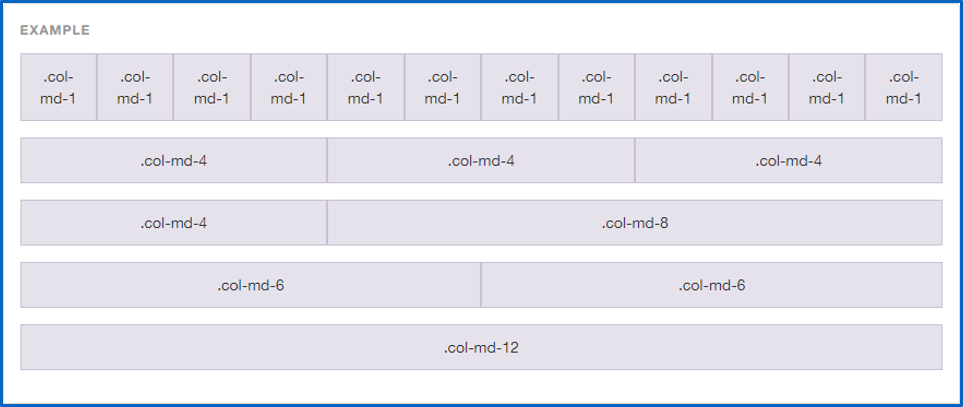 EXAMPLE
.col- .col- .col- .col- .col- .col- .col- .col- .col- .col- .col- .col-
md-1 md-1 md-1 md-1 md-1 md-1 md-1 md-1 md-1 md-1 md-1 md-1
.col-md-4 .col-md-4 .col-md-4
.col-md-4 .col-md-8
.col-md-6 .col-md-6
.col-md-12